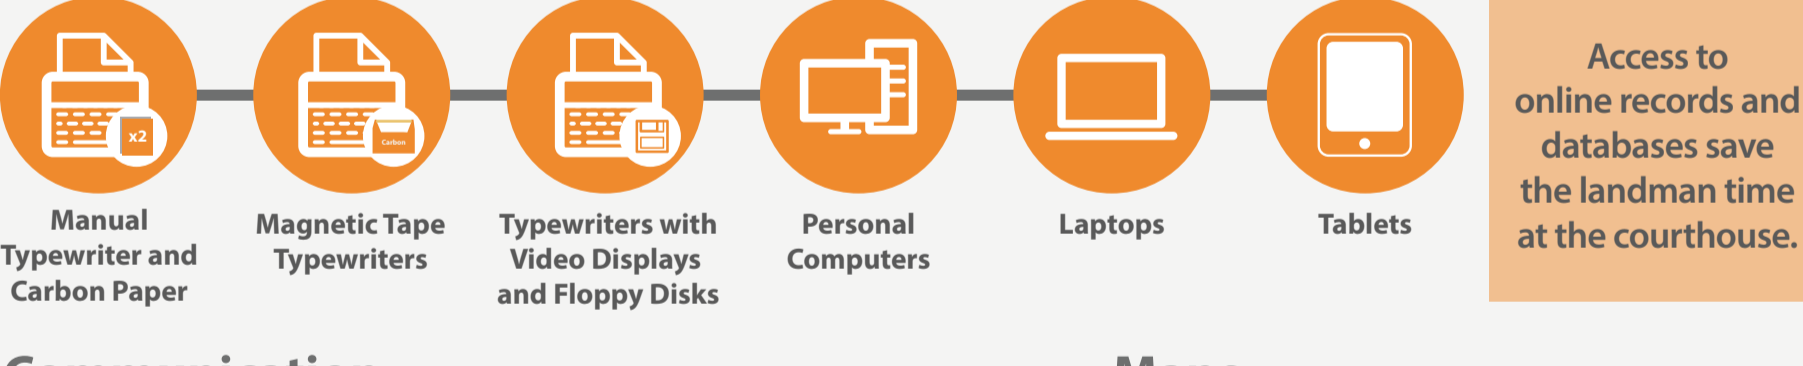 x2
Carbon
Manual
Typewriter and
Carbon Paper
Magnetic Tape
Typewriters
Typewriters with
Video Displays
and Floppy Disks
Personal
Computers
Laptops
Tablets
Access to
online records and
databases save
the landman time
at the courthouse.